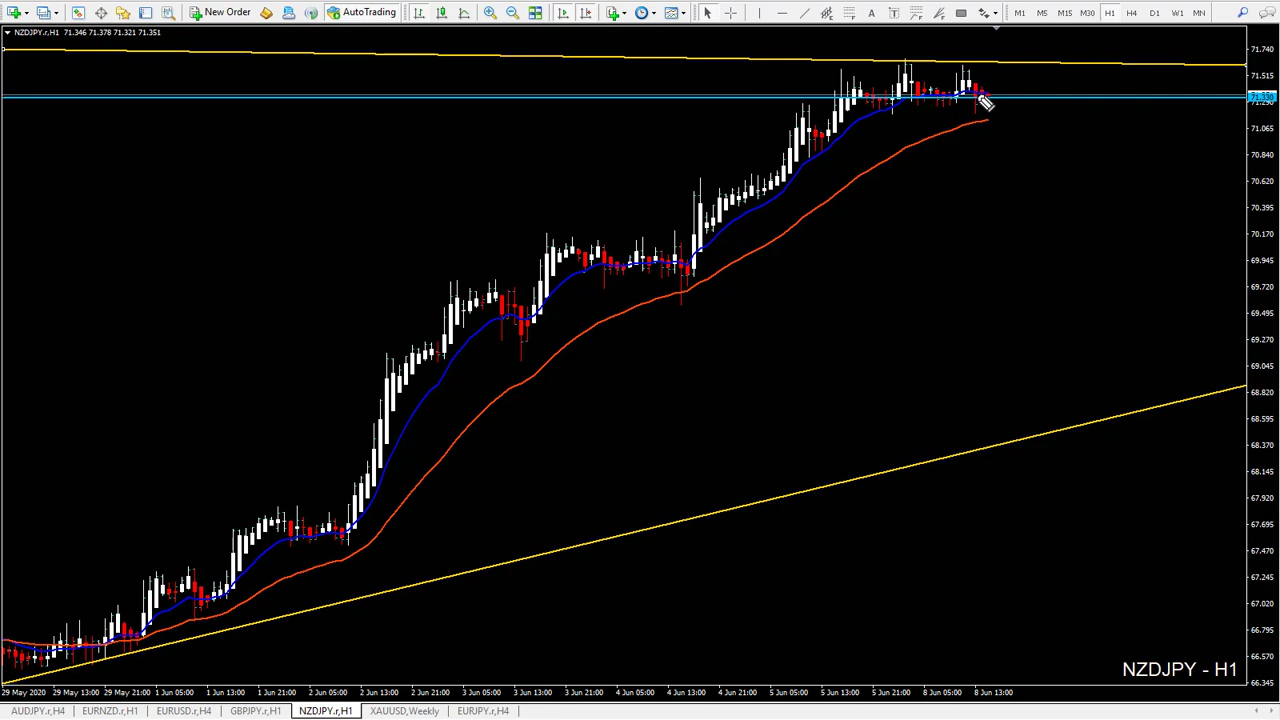 New Order
AutoTrading
A
T
M1 M5 M15 M30 H1 H4 D1 W1 MN
NZDJPY.r,H1 71.346 71.378 71.321 71.351
71.740
71.515
71.330
71.065
70.840
70.620
70.395
70.170
69.945
69.720
69.495
69.270
69.045
68.820
68.595
68.370
68.145
67.920
67.695
67.470
67.245
67.020
66.795
66.570
66.345
NZDJPY - H1
29 May 2020 29 May 13:00 29 May 21:00 1 Jun 05:00 1 Jun 13:00 1 Jun 21:00 2 Jun 05:00 2 Jun 13:00 2 Jun 21:00 3 Jun 05:00 3 Jun 13:00 3 Jun 21:00 4 Jun 05:00 4 Jun 13:00 4 Jun 21:00 5 Jun 05:00 5 Jun 13:00 5 Jun 21:00 8 Jun 05:00 8 Jun 13:00
AUDJPY.r,H4 EURNZD.r,H1 EURUSD.r,H4 GBPJPY.r,H1 NZDJPY.r,H1 XAUUSD,Weekly EURJPY.r,H4